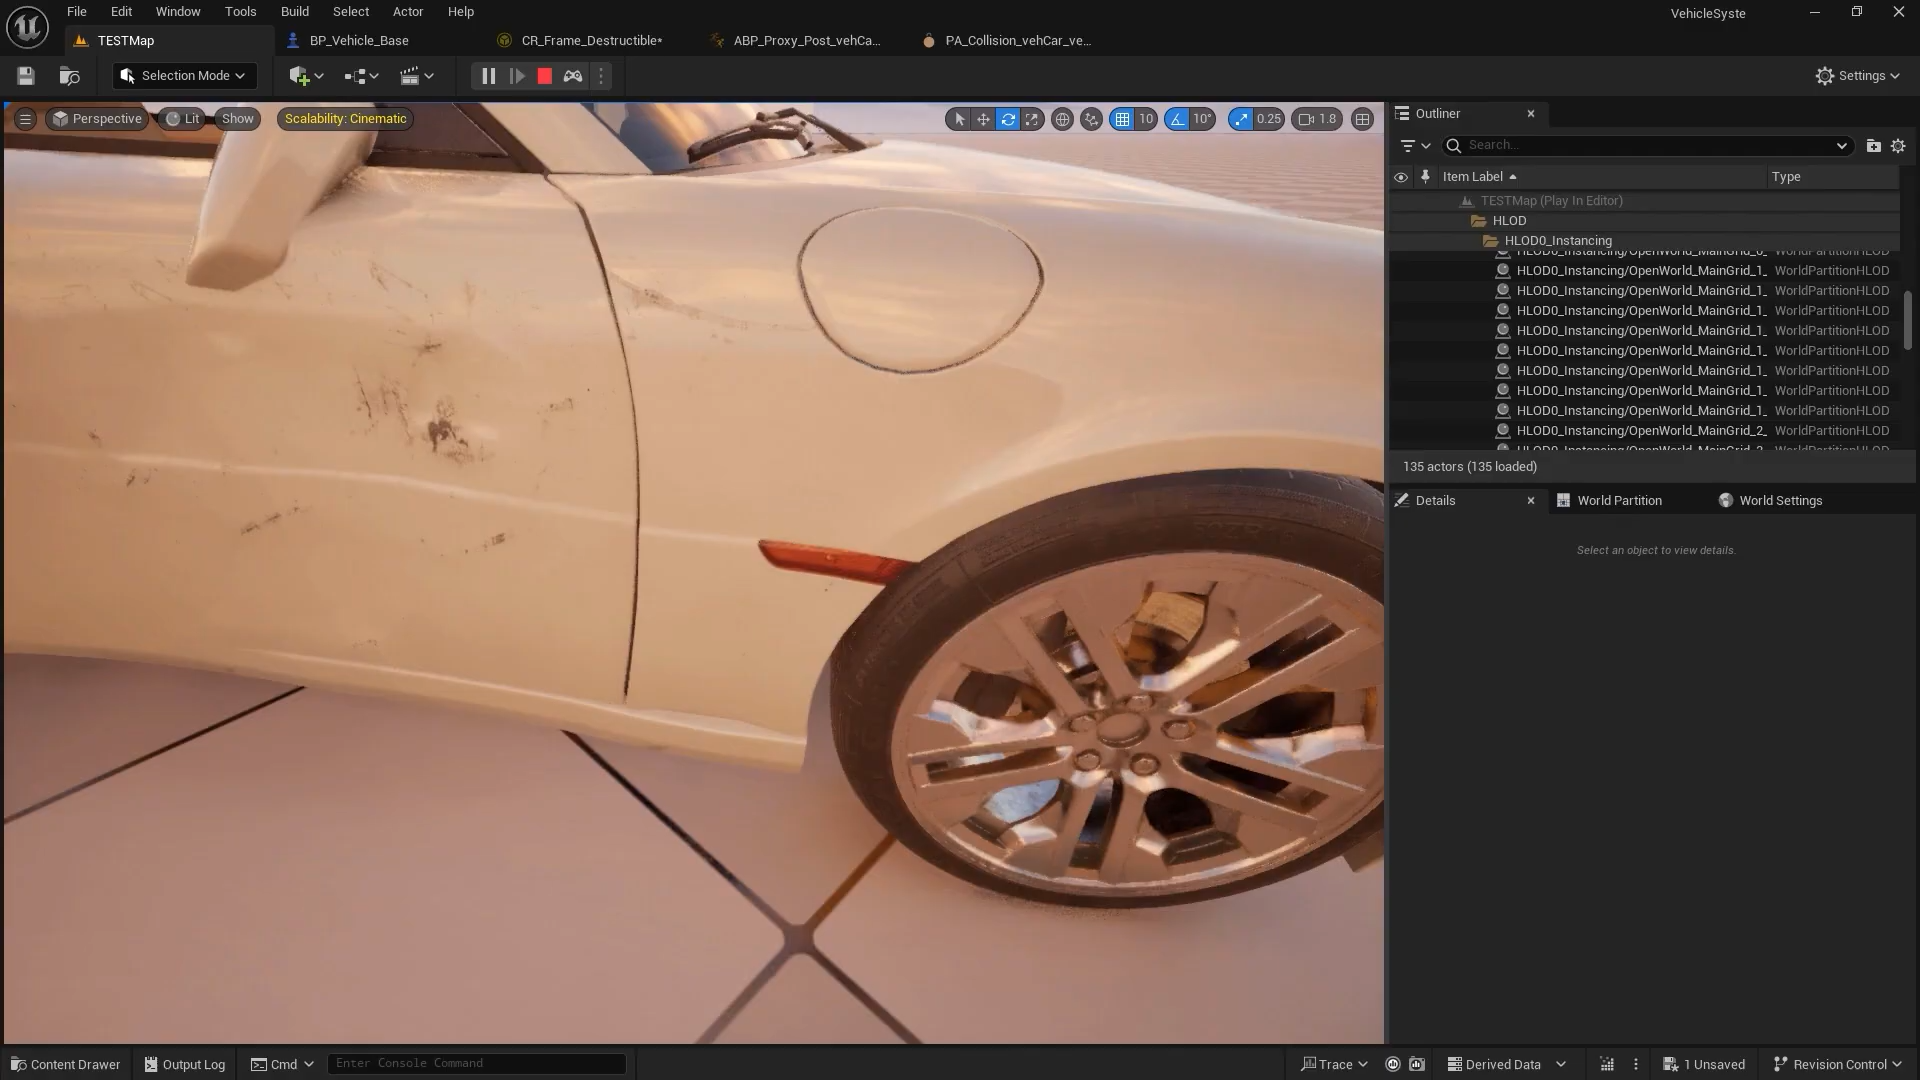 File Edit Window Tools Build Select Actor Help
VehicleSyste
TESTMap
BP_Vehicle_Base
CR_Frame_Destructible*
ABP_Proxy_Post_vehCa...
PA_Collision_vehCar_ve...
Selection Mode
Settings
Perspective
Lit
Show
Scalability: Cinematic
10
10°
0.25
1.8
Outliner
Search...
Item Label
Type
TESTMap (Play In Editor)
HLOD
HLOD0_Instancing
HLOD0_Instancing/OpenWorld_MainGrid_0_ WorldPartitionHLOD
HLOD0_Instancing/OpenWorld_MainGrid_1_ WorldPartitionHLOD
HLOD0_Instancing/OpenWorld_MainGrid_1_ WorldPartitionHLOD
HLOD0_Instancing/OpenWorld_MainGrid_1_ WorldPartitionHLOD
HLOD0_Instancing/OpenWorld_MainGrid_1_ WorldPartitionHLOD
HLOD0_Instancing/OpenWorld_MainGrid_1_ WorldPartitionHLOD
HLOD0_Instancing/OpenWorld_MainGrid_1_ WorldPartitionHLOD
HLOD0_Instancing/OpenWorld_MainGrid_1_ WorldPartitionHLOD
HLOD0_Instancing/OpenWorld_MainGrid_1_ WorldPartitionHLOD
HLOD0_Instancing/OpenWorld_MainGrid_2_ WorldPartitionHLOD
135 actors (135 loaded)
Details
World Partition
World Settings
Select an object to view details.
Content Drawer
Output Log
Cmd
Enter Console Command
Trace
Derived Data
1 Unsaved
Revision Control